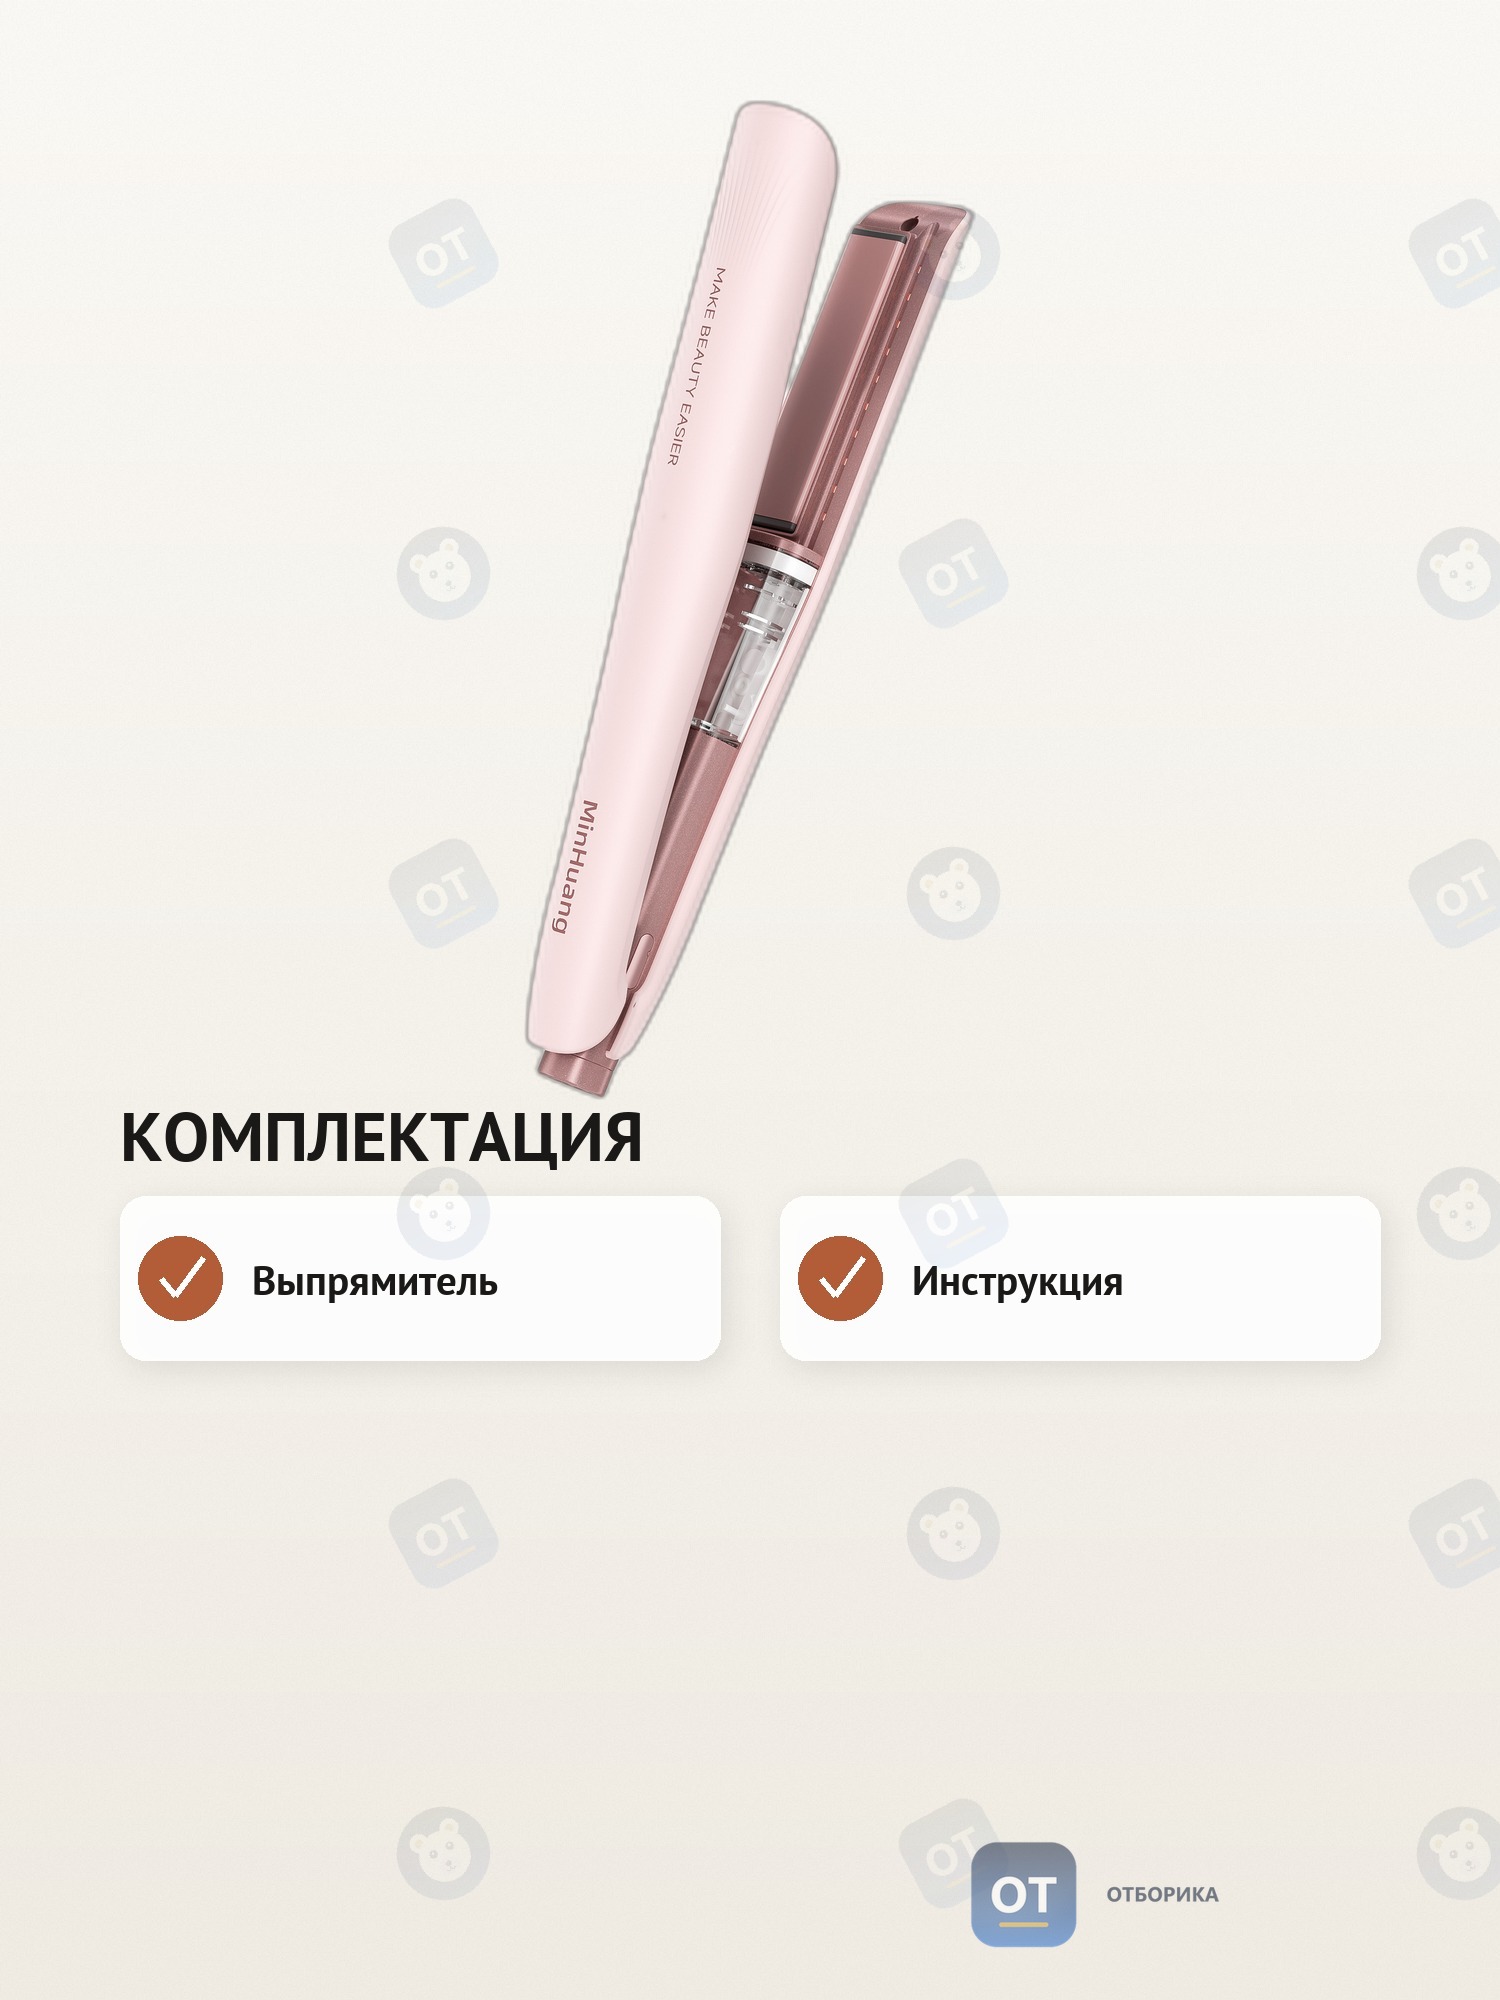 MAKE BEAUTY EASIER
MinHuang
КОМПЛЕКТАЦИЯ
Выпрямитель
Инструкция
ОТ
ОТБОРИКА